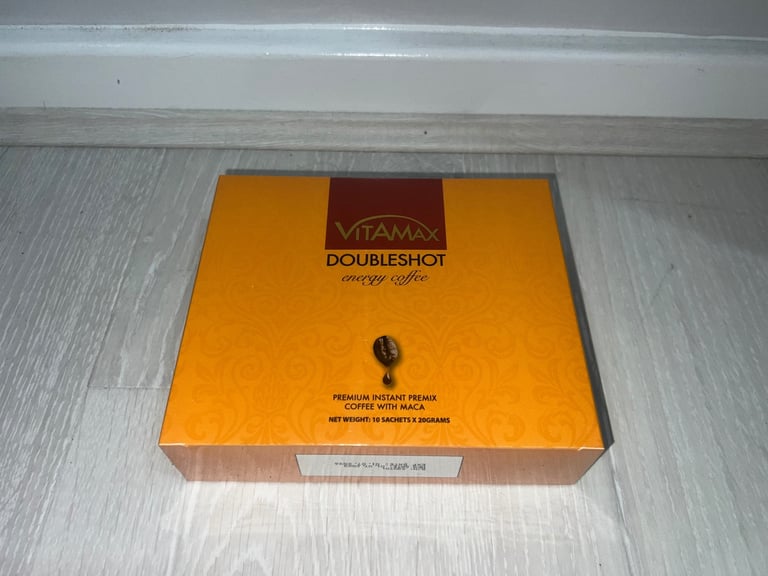 VITAMAX
DOUBLESHOT
energy coffee
PREMIUM INSTANT PREMIX
COFFEE WITH MACA
NET WEIGHT: 10 SACHETS X 20GRAMS